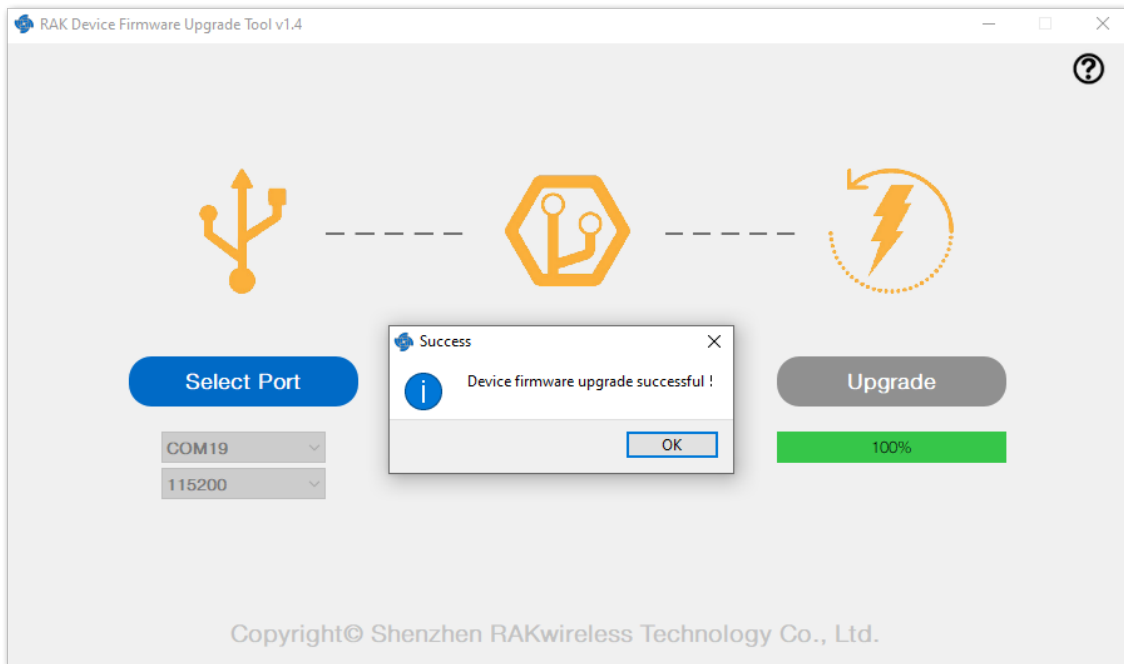 RAK Device Firmware Upgrade Tool v1.4
Success
Device firmware upgrade successful !
OK
Select Port
Upgrade
COM19
100%
115200
Copyright© Shenzhen RAKwireless Technology Co., Ltd.